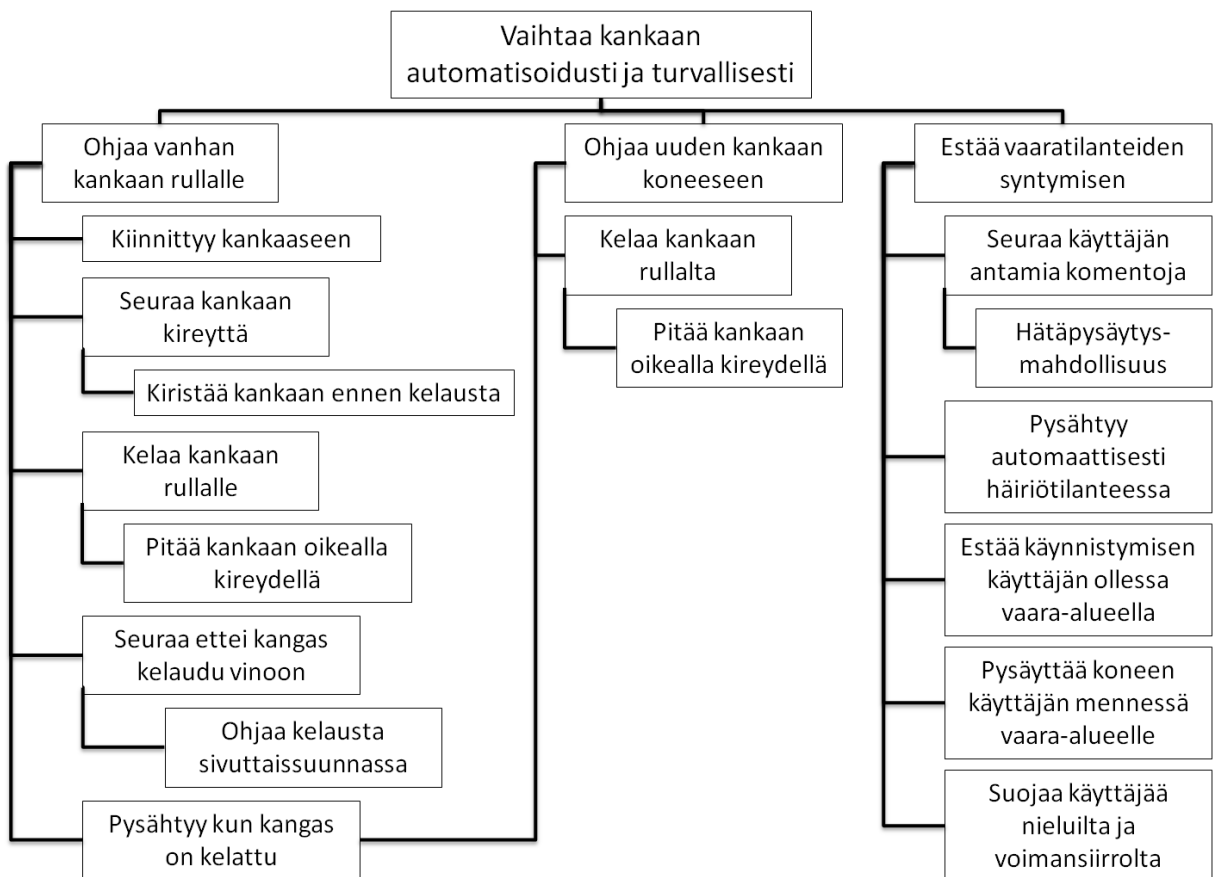 Vaihtaa kankaan
automatisoidusti ja turvallisesti
Ohjaa vanhan
kankaan rullalle
Kiinnittyy kankaaseen
Seuraa kankaan
kireyttä
Kiristää kankaan ennen kelausta
Kelaa kankaan
rullalle
Pitää kankaan oikealla
kireydellä
Seuraa ettei kangas
kelaudu vinoon
Ohjaa kelausta
sivuttaissuunnassa
Pysähtyy kun kangas
on kelattu
Ohjaa uuden kankaan
koneeseen
Kelaa kankaan
rullalta
Pitää kankaan
oikealla kireydellä
Estää vaaratilanteiden
syntymisen
Seuraa käyttäjän
antamia komentoja
Hätäpysäytys-
mahdollisuus
Pysähtyy
automaattisesti
häiriötilanteessa
Estää käynnistymisen
käyttäjän ollessa
vaara-alueella
Pysäyttää koneen
käyttäjän mennessä
vaara-alueelle
Suojaa käyttäjää
nieluilta ja
voimansiirrolta